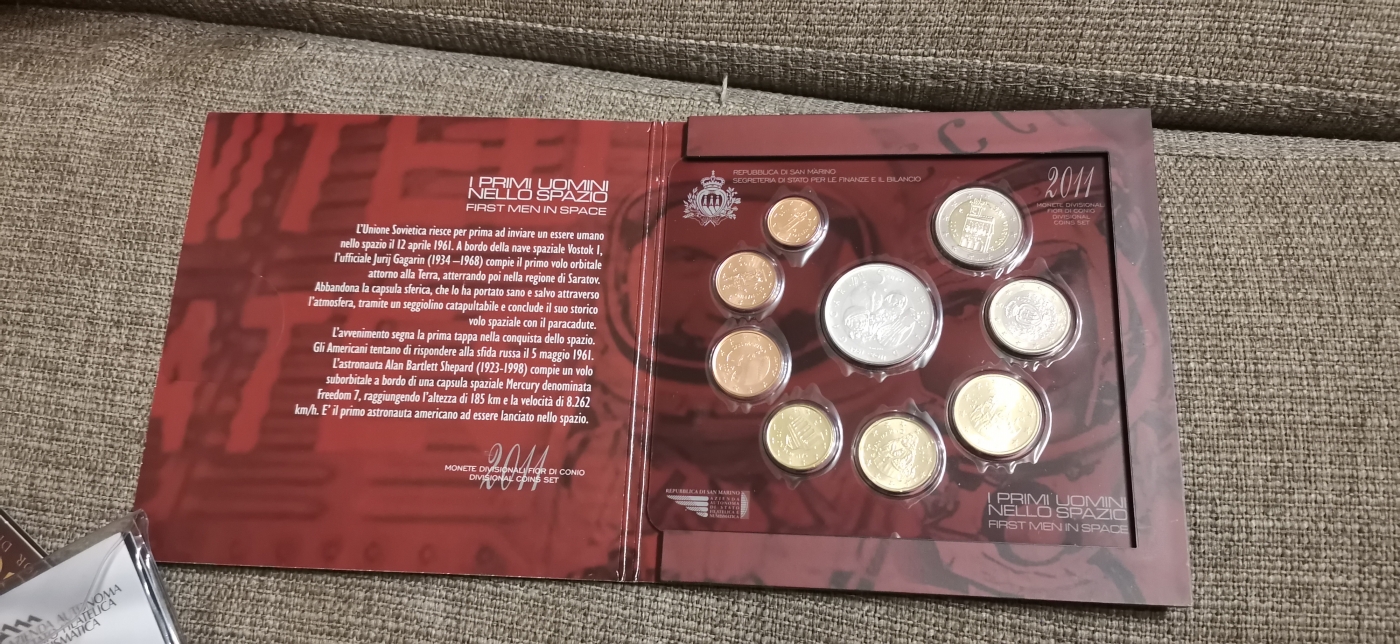 I PRIMI UOMINI
NELLO SPAZIO
FIRST MEN IN SPACE
L'Unione Sovietica riesce per prima ad inviare un essere umano
nello spazio il 12 aprile 1961. A bordo della nave spaziale Vostok 1,
l'ufficiale Jurij Gagarin (1934 –1968) compie il primo volo orbitale
attorno alla Terra, atterrando poi nella regione di Saratov.
Abbandona la capsula sferica, che lo ha portato sano e salvo attraverso
l'atmosfera, tramite un seggiolino catapultabile e conclude il suo storico
volo spaziale con il paracadute.
L'avvenimento segna la prima tappa nella conquista dello spazio.
Gli Americani tentano di rispondere alla sfida russa il 5 maggio 1961.
L'astronauta Alan Bartlett Shepard (1923-1998) compie un volo
suborbitale a bordo di una capsula spaziale Mercury denominata
Freedom 7, raggiungendo l'altezza di 185 km e la velocità di 8.262
km/h. E' il primo astronauta americano ad essere lanciato nello spazio.
2011
MONETE DIVISIONALI FIOR DI CONIO
DIVISIONAL COINS SET
REPUBBLICA DI SAN MARINO
SEGRETERIA DI STATO PER LE FINANZE E IL BILANCIO
2011
MONETE DIVISIONALI
FIOR DI CONIO
DIVISIONAL
COINS SET
REPUBBLICA DI SAN MARINO
AZIENDA
AUTONOMA
DI STATO
FILATELICA E
NUMISMATICA
I PRIMI UOMINI
NELLO SPAZIO
FIRST MEN IN SPACE
AUTONOMA